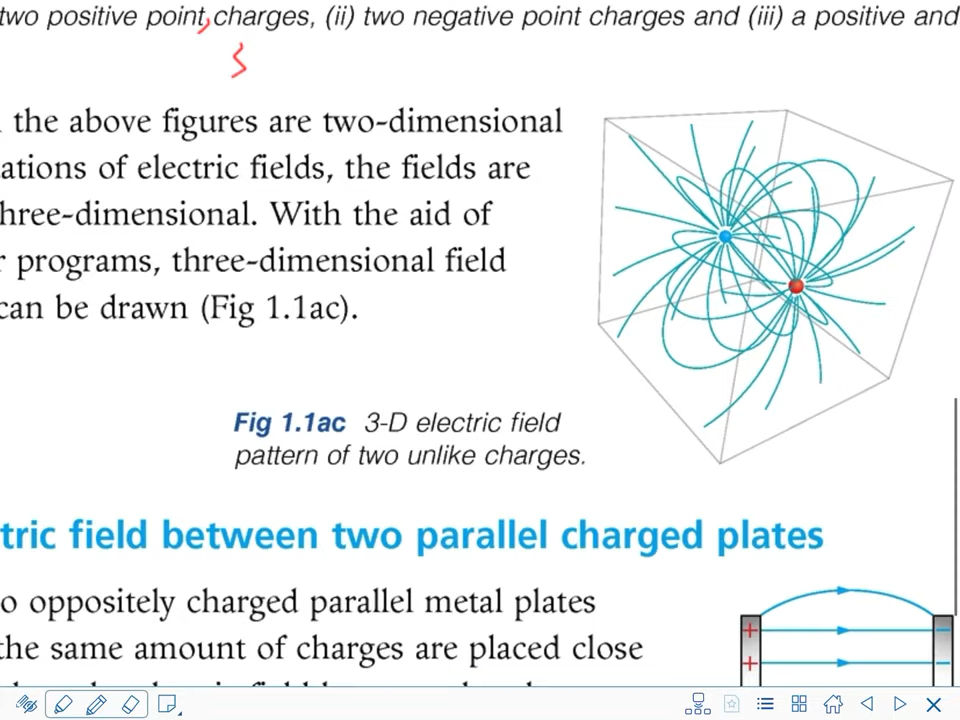 two positive point charges, (ii) two negative point charges and (iii) a positive and
the above figures are two-dimensional
ations of electric fields, the fields are
hree-dimensional. With the aid of
r programs, three-dimensional field
can be drawn (Fig 1.1ac).
Fig 1.1ac 3-D electric field
pattern of two unlike charges.
tric field between two parallel charged plates
o oppositely charged parallel metal plates
the same amount of charges are placed close
+ −
+ −